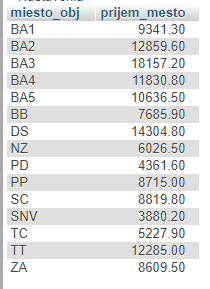 miesto_obj prijem_mesto
BA1 9341.30
BA2 12859.60
BA3 18157.20
BA4 11830.80
BA5 10636.50
BB 7685.90
DS 14304.80
NZ 6026.50
PD 4361.60
PP 8715.00
SC 8819.80
SNV 3880.20
TC 5227.90
TT 12285.00
ZA 8609.50